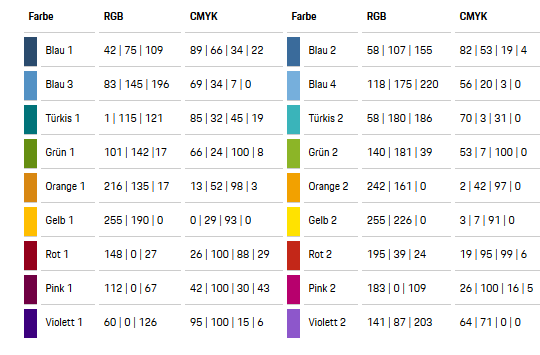 Farbe RGB CMYK Farbe RGB CMYK
Blau 1 42 | 75 | 109 89 | 66 | 34 | 22 Blau 2 58 | 107 | 155 82 | 53 | 19 | 4
Blau 3 83 | 145 | 196 69 | 34 | 7 | 0 Blau 4 118 | 175 | 220 56 | 20 | 3 | 0
Türkis 1 1 | 115 | 121 85 | 32 | 45 | 19 Türkis 2 58 | 180 | 186 70 | 3 | 31 | 0
Grün 1 101 | 142 |17 66 | 24 | 100 | 8 Grün 2 140 | 181 | 39 53 | 7 | 100 | 0
Orange 1 216 | 135 | 17 13 | 52 | 98 | 3 Orange 2 242 | 161 | 0 2 | 42 | 97 | 0
Gelb 1 255 | 190 | 0 0 | 29 | 93 | 0 Gelb 2 255 | 226 | 0 3 | 7 | 91 | 0
Rot 1 148 | 0 | 27 26 | 100 | 88 | 29 Rot 2 195 | 39 | 24 19 | 95 | 99 | 6
Pink 1 112 | 0 | 67 42 | 100 | 30 | 43 Pink 2 183 | 0 | 109 26 | 100 | 16 | 5
Violett 1 60 | 0 | 126 95 | 100 | 15 | 6 Violett 2 141 | 87 | 203 64 | 71 | 0 | 0